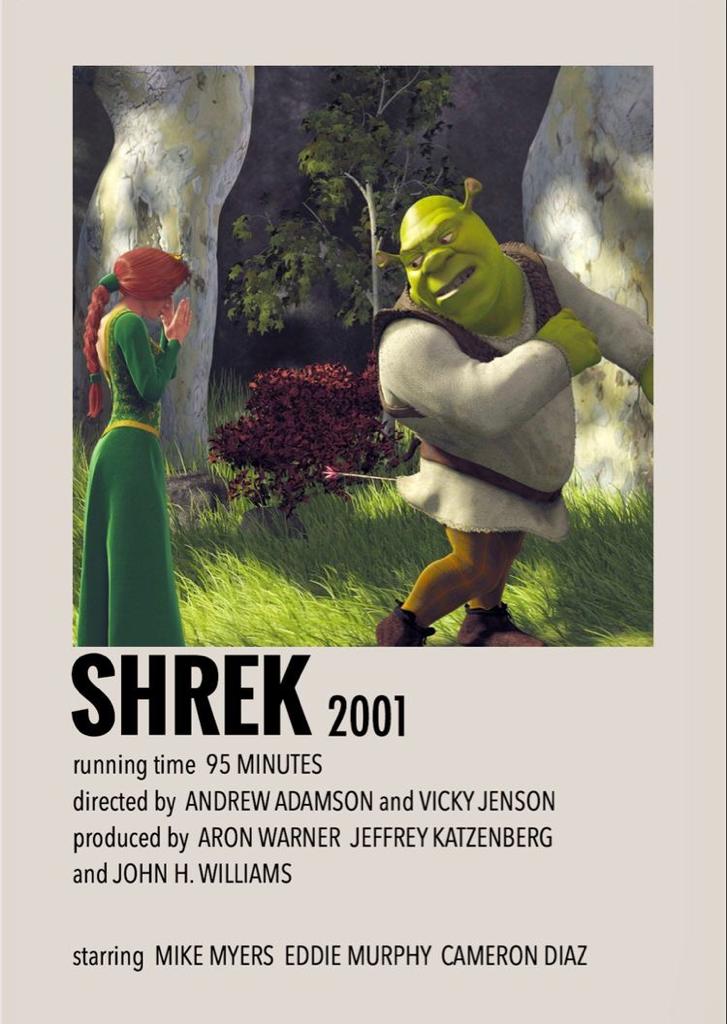 SHREK 2001
running time 95 MINUTES
directed by ANDREW ADAMSON and VICKY JENSON
produced by ARON WARNER JEFFREY KATZENBERG
and JOHN H. WILLIAMS
starring MIKE MYERS EDDIE MURPHY CAMERON DIAZ